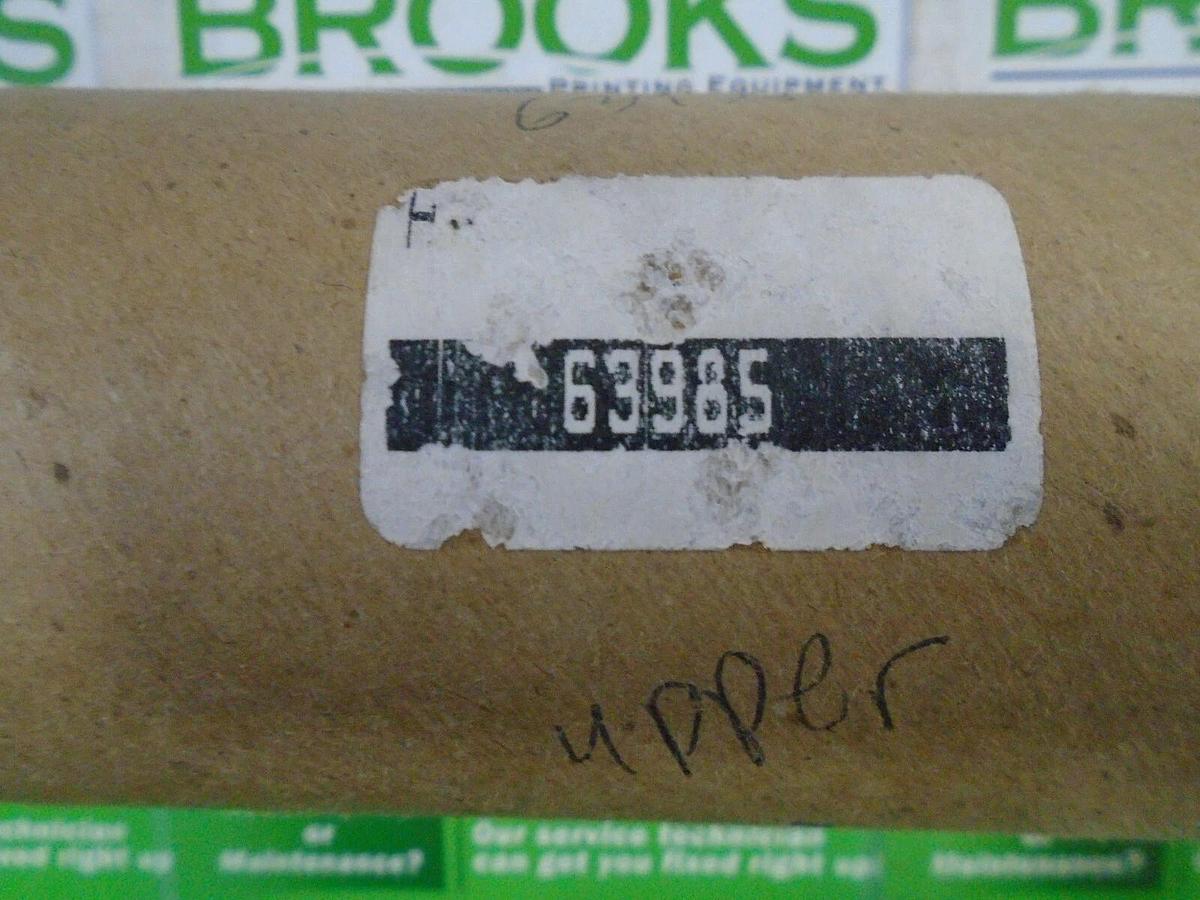 BROOKS
PRINTING EQUIPMENT
63985
upper
or
Maintenance?
Our service technician
can get you fixed right up